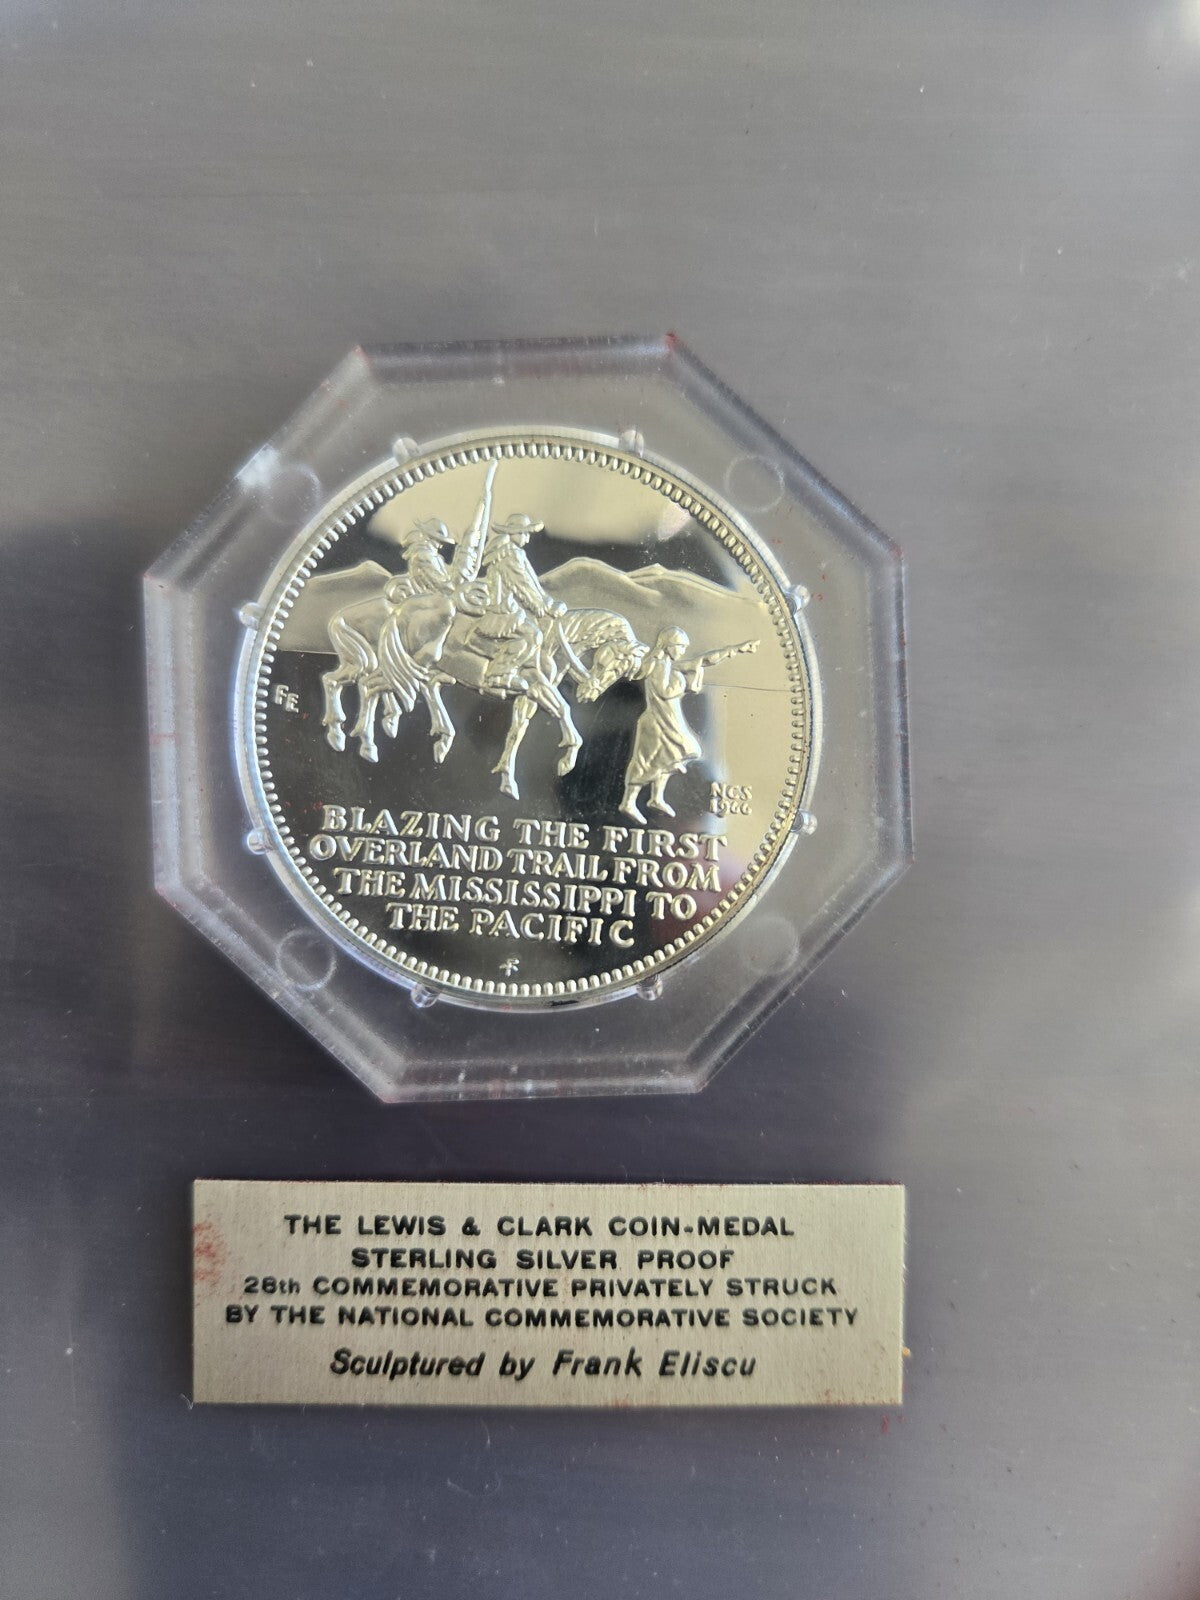 FE
NCS
1966
BLAZING THE FIRST
OVERLAND TRAIL FROM
THE MISSISSIPPI TO
THE PACIFIC
THE LEWIS & CLARK COIN-MEDAL
STERLING SILVER PROOF
28th COMMEMORATIVE PRIVATELY STRUCK
BY THE NATIONAL COMMEMORATIVE SOCIETY
Sculptured by Frank Eliscu